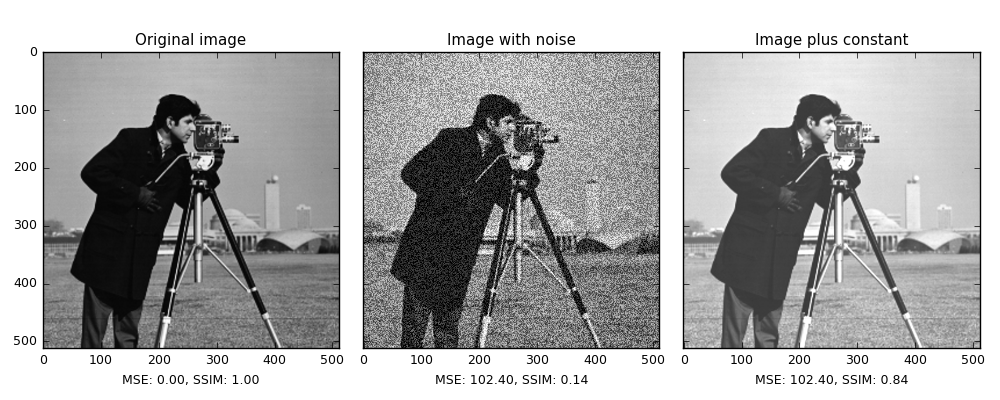 Original image
Image with noise
Image plus constant
0
100
200
300
400
500
0 100 200 300 400 500
0 100 200 300 400 500
0 100 200 300 400 500
MSE: 0.00, SSIM: 1.00
MSE: 102.40, SSIM: 0.14
MSE: 102.40, SSIM: 0.84